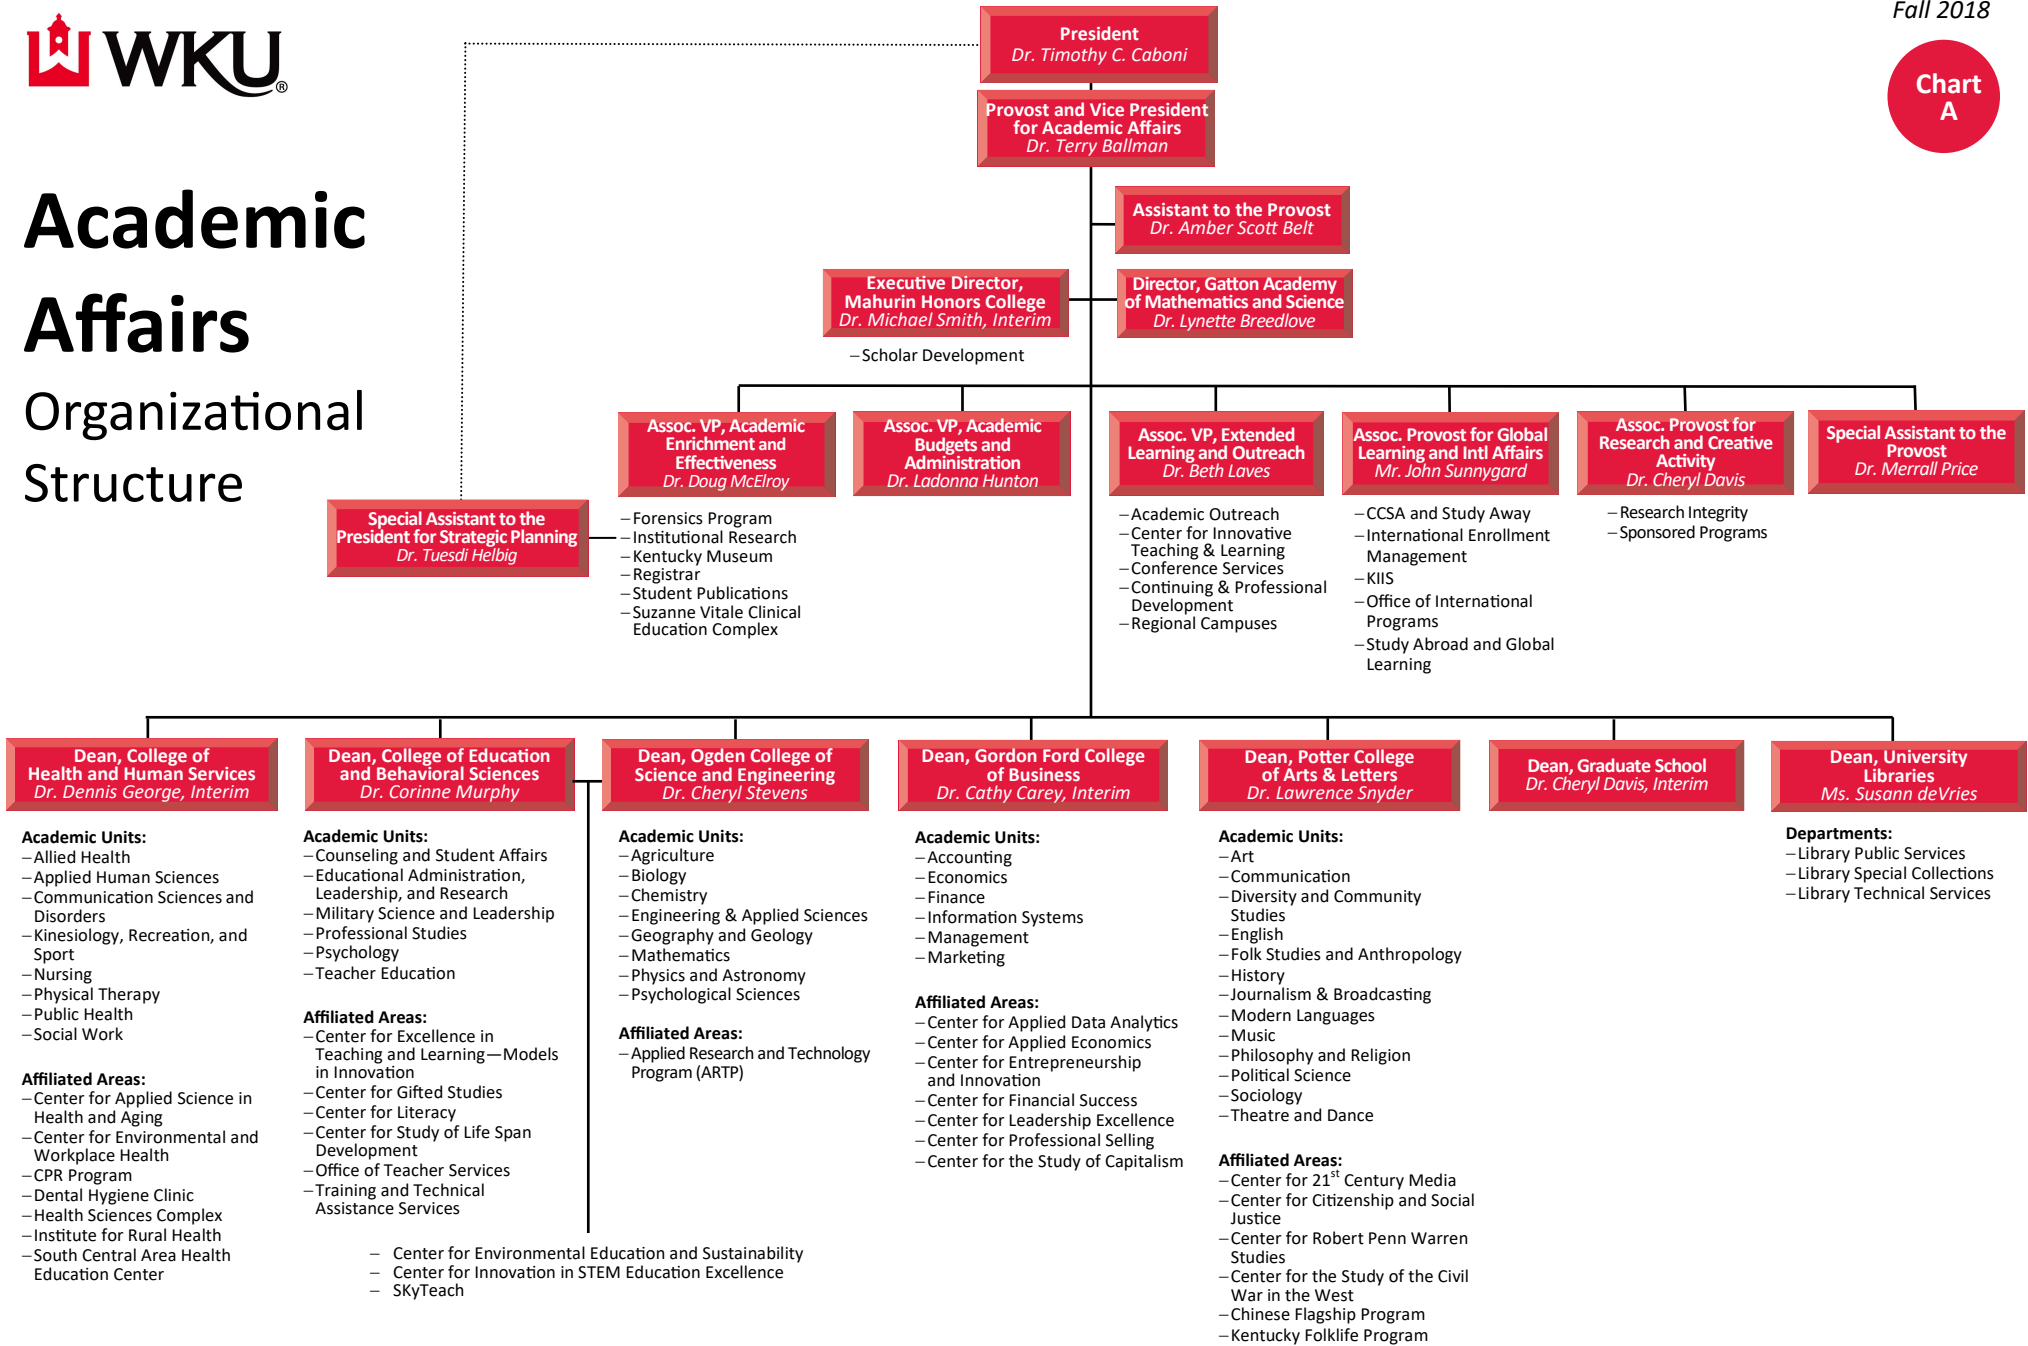 Fall 2018
WKU®
Chart
A
Academic
Affairs
Organizational
Structure
President
Dr. Timothy C. Caboni
Provost and Vice President
for Academic Affairs
Dr. Terry Ballman
Assistant to the Provost
Dr. Amber Scott Belt
Executive Director,
Mahurin Honors College
Dr. Michael Smith, Interim
–Scholar Development
Director, Gatton Academy
of Mathematics and Science
Dr. Lynette Breedlove
Special Assistant to the
President for Strategic Planning
Dr. Tuesdi Helbig
Assoc. VP, Academic
Enrichment and
Effectiveness
Dr. Doug McElroy
–Forensics Program
–Institutional Research
–Kentucky Museum
–Registrar
–Student Publications
–Suzanne Vitale Clinical
Education Complex
Assoc. VP, Academic
Budgets and
Administration
Dr. Ladonna Hunton
Assoc. VP, Extended
Learning and Outreach
Dr. Beth Laves
–Academic Outreach
–Center for Innovative
Teaching & Learning
–Conference Services
–Continuing & Professional
Development
–Regional Campuses
Assoc. Provost for Global
Learning and Intl Affairs
Mr. John Sunnygard
–CCSA and Study Away
–International Enrollment
Management
–KIIS
–Office of International
Programs
–Study Abroad and Global
Learning
Assoc. Provost for
Research and Creative
Activity
Dr. Cheryl Davis
–Research Integrity
–Sponsored Programs
Special Assistant to the
Provost
Dr. Merrall Price
Dean, College of
Health and Human Services
Dr. Dennis George, Interim
Academic Units:
–Allied Health
–Applied Human Sciences
–Communication Sciences and
Disorders
–Kinesiology, Recreation, and
Sport
–Nursing
–Physical Therapy
–Public Health
–Social Work
Affiliated Areas:
–Center for Applied Science in
Health and Aging
–Center for Environmental and
Workplace Health
–CPR Program
–Dental Hygiene Clinic
–Health Sciences Complex
–Institute for Rural Health
–South Central Area Health
Education Center
Dean, College of Education
and Behavioral Sciences
Dr. Corinne Murphy
Academic Units:
–Counseling and Student Affairs
–Educational Administration,
Leadership, and Research
–Military Science and Leadership
–Professional Studies
–Psychology
–Teacher Education
Affiliated Areas:
–Center for Excellence in
Teaching and Learning—Models
in Innovation
–Center for Gifted Studies
–Center for Literacy
–Center for Study of Life Span
Development
–Office of Teacher Services
–Training and Technical
Assistance Services
– Center for Environmental Education and Sustainability
– Center for Innovation in STEM Education Excellence
– SKyTeach
Dean, Ogden College of
Science and Engineering
Dr. Cheryl Stevens
Academic Units:
–Agriculture
–Biology
–Chemistry
–Engineering & Applied Sciences
–Geography and Geology
–Mathematics
–Physics and Astronomy
–Psychological Sciences
Affiliated Areas:
–Applied Research and Technology
Program (ARTP)
Dean, Gordon Ford College
of Business
Dr. Cathy Carey, Interim
Academic Units:
–Accounting
–Economics
–Finance
–Information Systems
–Management
–Marketing
Affiliated Areas:
–Center for Applied Data Analytics
–Center for Applied Economics
–Center for Entrepreneurship
and Innovation
–Center for Financial Success
–Center for Leadership Excellence
–Center for Professional Selling
–Center for the Study of Capitalism
Dean, Potter College
of Arts & Letters
Dr. Lawrence Snyder
Academic Units:
–Art
–Communication
–Diversity and Community
Studies
–English
–Folk Studies and Anthropology
–History
–Journalism & Broadcasting
–Modern Languages
–Music
–Philosophy and Religion
–Political Science
–Sociology
–Theatre and Dance
Affiliated Areas:
–Center for 21st Century Media
–Center for Citizenship and Social
Justice
–Center for Robert Penn Warren
Studies
–Center for the Study of the Civil
War in the West
–Chinese Flagship Program
–Kentucky Folklife Program
Dean, Graduate School
Dr. Cheryl Davis, Interim
Dean, University
Libraries
Ms. Susann deVries
Departments:
–Library Public Services
–Library Special Collections
–Library Technical Services